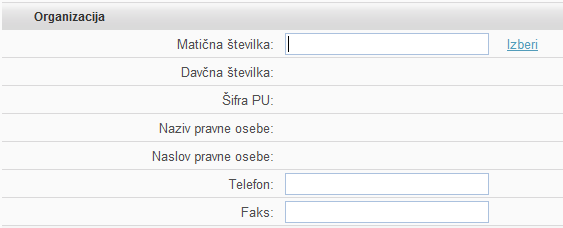 Organizacija
Matična številka: Izberi
Davčna številka:
Šifra PU:
Naziv pravne osebe:
Naslov pravne osebe:
Telefon:
Faks: